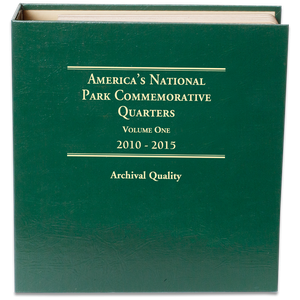 America's National
Park Commemorative
Quarters
Volume One
2010 - 2015
Archival Quality